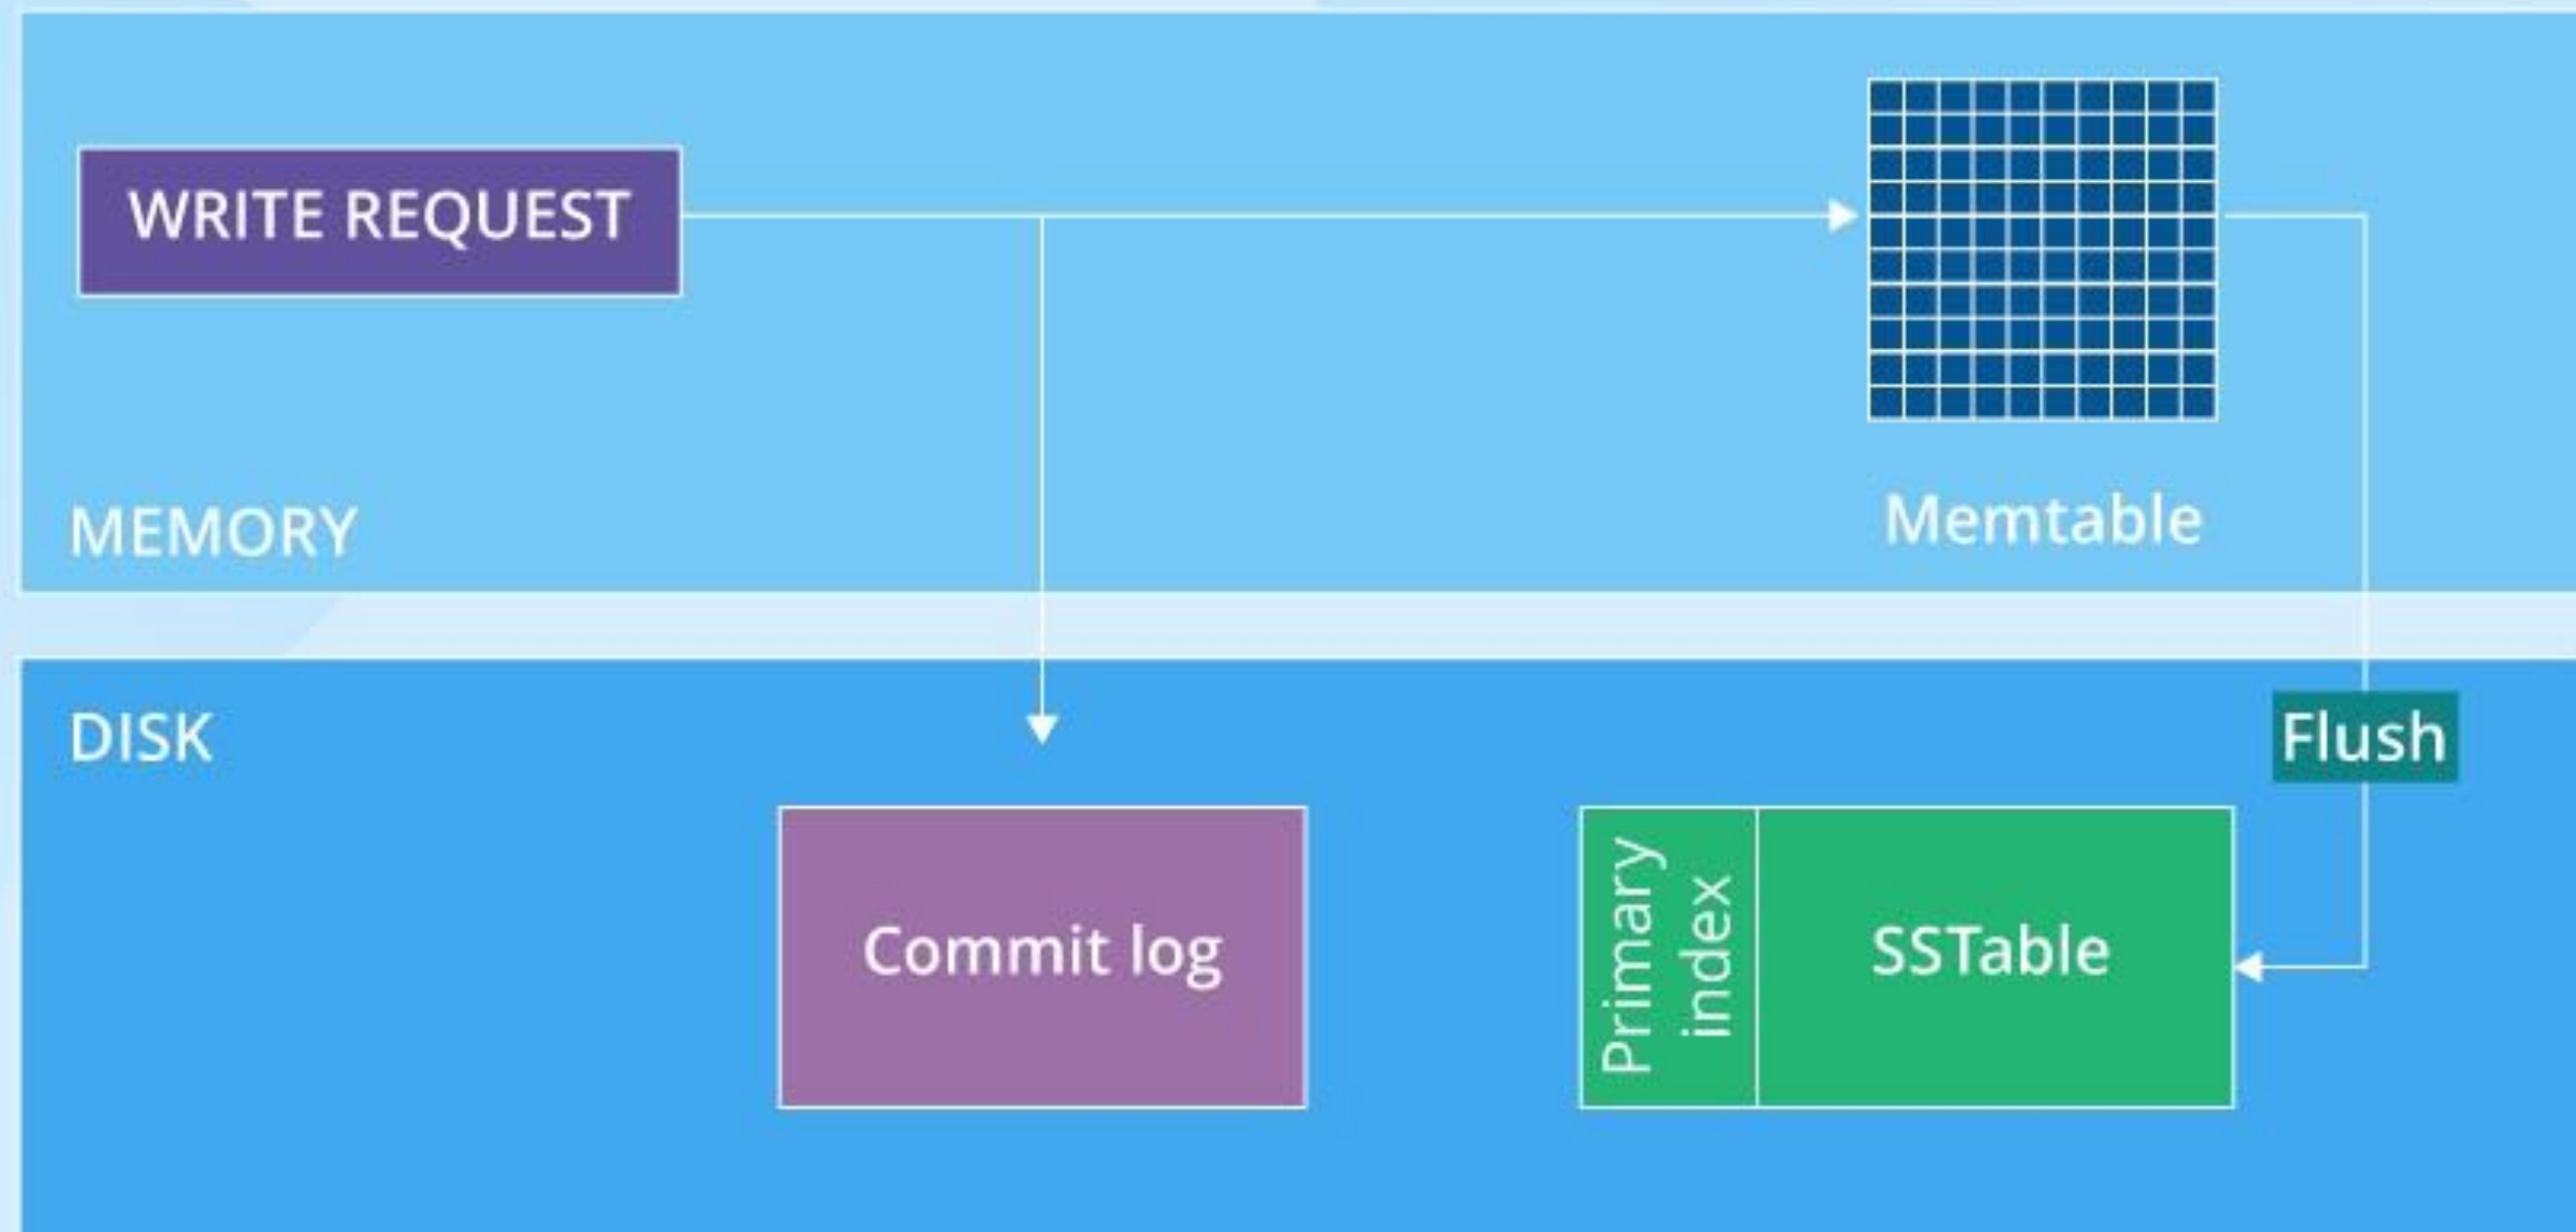 WRITE REQUEST
MEMORY
Memtable
DISK
Flush
Commit log
Primary
index
SSTable